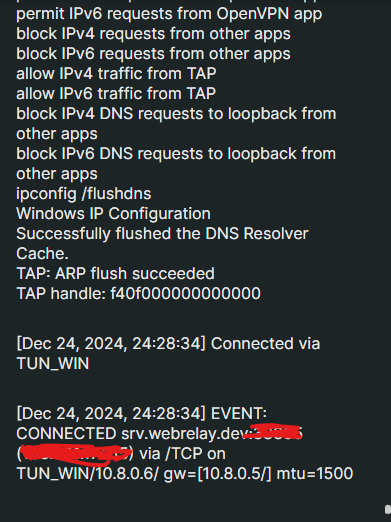 permit IPv6 requests from OpenVPN app
block IPv4 requests from other apps
block IPv6 requests from other apps
allow IPv4 traffic from TAP
allow IPv6 traffic from TAP
block IPv4 DNS requests to loopback from
other apps
block IPv6 DNS requests to loopback from
other apps
ipconfig /flushdns
Windows IP Configuration
Successfully flushed the DNS Resolver
Cache.
TAP: ARP flush succeeded
TAP handle: f40f000000000000
[Dec 24, 2024, 24:28:34] Connected via
TUN_WIN
[Dec 24, 2024, 24:28:34] EVENT:
CONNECTED srv.webrelay.dev:
( ) via /TCP on
TUN_WIN/10.8.0.6/ gw=[10.8.0.5/] mtu=1500